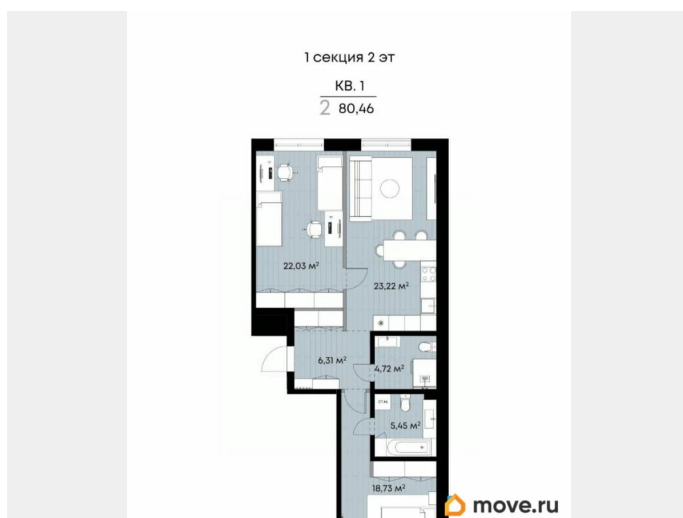 1 секция 2 эт
КВ. 1
2 80,46
22,03 м²
23,22 м²
6,31 м²
4,72 м²
5,45 м²
18,73 м²
move.ru